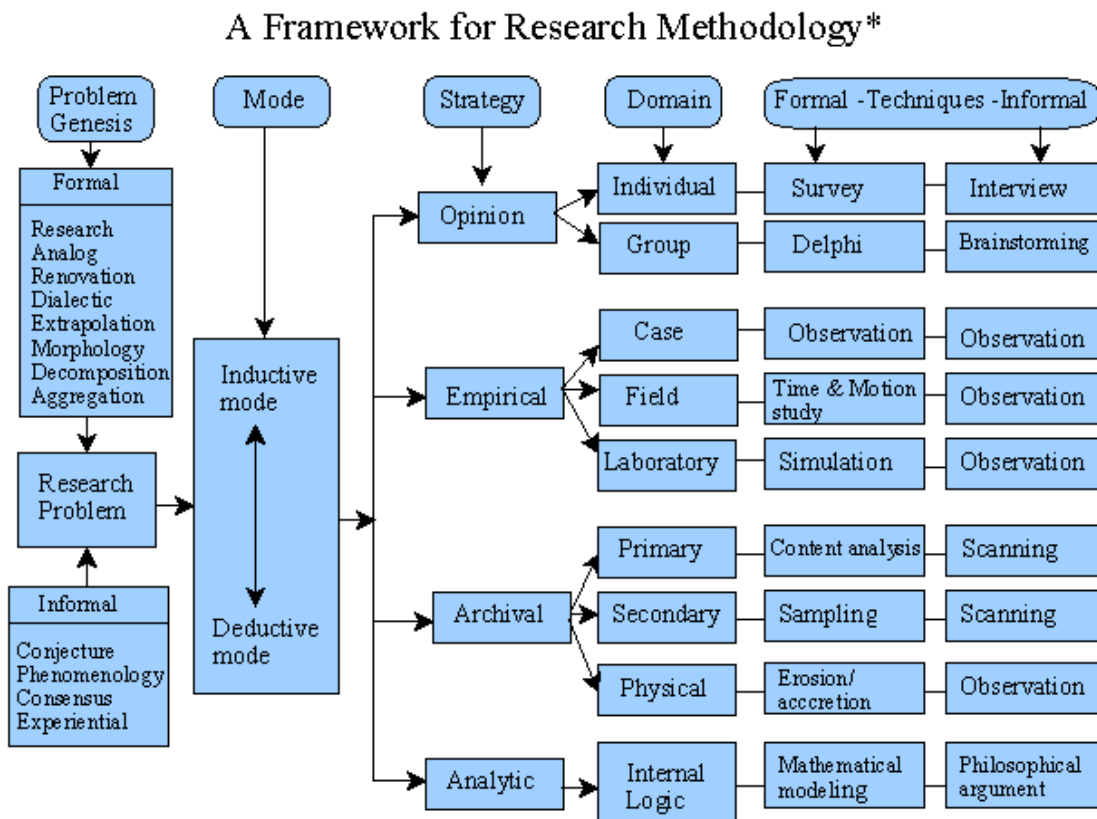 A Framework for Research Methodology*
Problem
Genesis
Mode
Strategy
Domain
Formal -Techniques -Informal
Formal
Research
Analog
Renovation
Dialectic
Extrapolation
Morphology
Decomposition
Aggregation
Research
Problem
Informal
Conjecture
Phenomenology
Consensus
Experiential
Inductive
mode
Deductive
mode
Opinion
Individual
Survey
Interview
Group
Delphi
Brainstorming
Empirical
Case
Observation
Observation
Field
Time & Motion
study
Observation
Laboratory
Simulation
Observation
Archival
Primary
Content analysis
Scanning
Secondary
Sampling
Scanning
Physical
Erosion/
acccretion
Observation
Analytic
Internal
Logic
Mathematical
modeling
Philosophical
argument